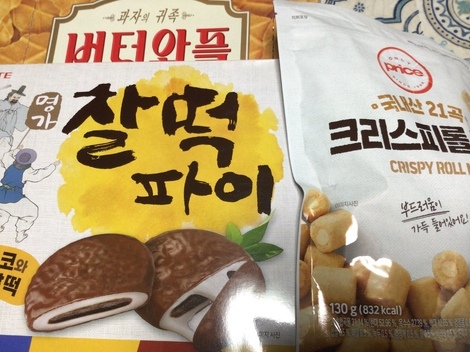 과자의 귀족
버터와플
명가
찰떡
파이
price
국내산 21곡
크리스피롤
CRISPY ROLL
부드러움이
가득 들어있어요!
130 g (832 kcal)